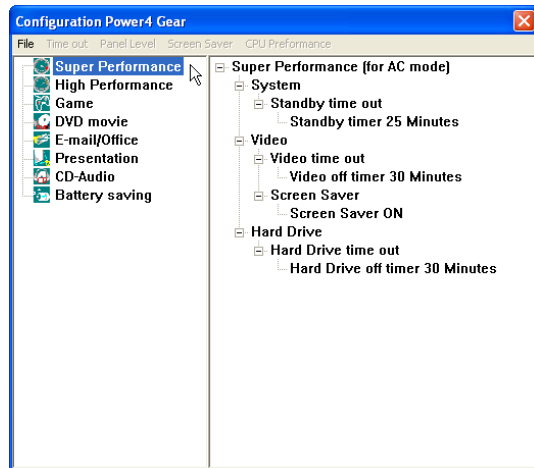 Configuration Power4 Gear
File Time out Panel Level Screen Saver CPU Preformance
Super Performance
High Performance
Game
DVD movie
E-mail/Office
Presentation
CD-Audio
Battery saving
Super Performance (for AC mode)
System
Standby time out
Standby timer 25 Minutes
Video
Video time out
Video off timer 30 Minutes
Screen Saver
Screen Saver ON
Hard Drive
Hard Drive time out
Hard Drive off timer 30 Minutes